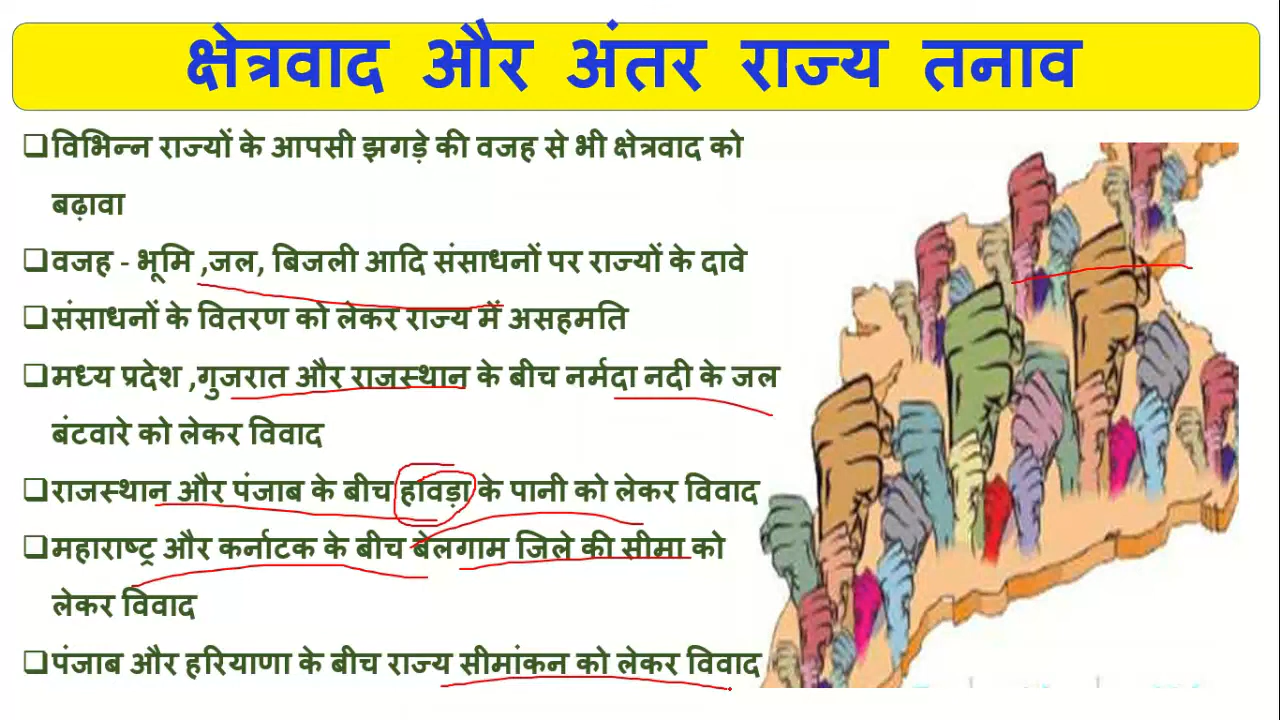 क्षेत्रवाद और अंतर राज्य तनाव
❑विभिन्न राज्यों के आपसी झगड़े की वजह से भी क्षेत्रवाद को
बढ़ावा
❑वजह - भूमि ,जल, बिजली आदि संसाधनों पर राज्यों के दावे
❑संसाधनों के वितरण को लेकर राज्य में असहमति
❑मध्य प्रदेश ,गुजरात और राजस्थान के बीच नर्मदा नदी के जल
बंटवारे को लेकर विवाद
❑राजस्थान और पंजाब के बीच हावड़ा के पानी को लेकर विवाद
❑महाराष्ट्र और कर्नाटक के बीच बेलगाम जिले की सीमा को
लेकर विवाद
❑पंजाब और हरियाणा के बीच राज्य सीमांकन को लेकर विवाद